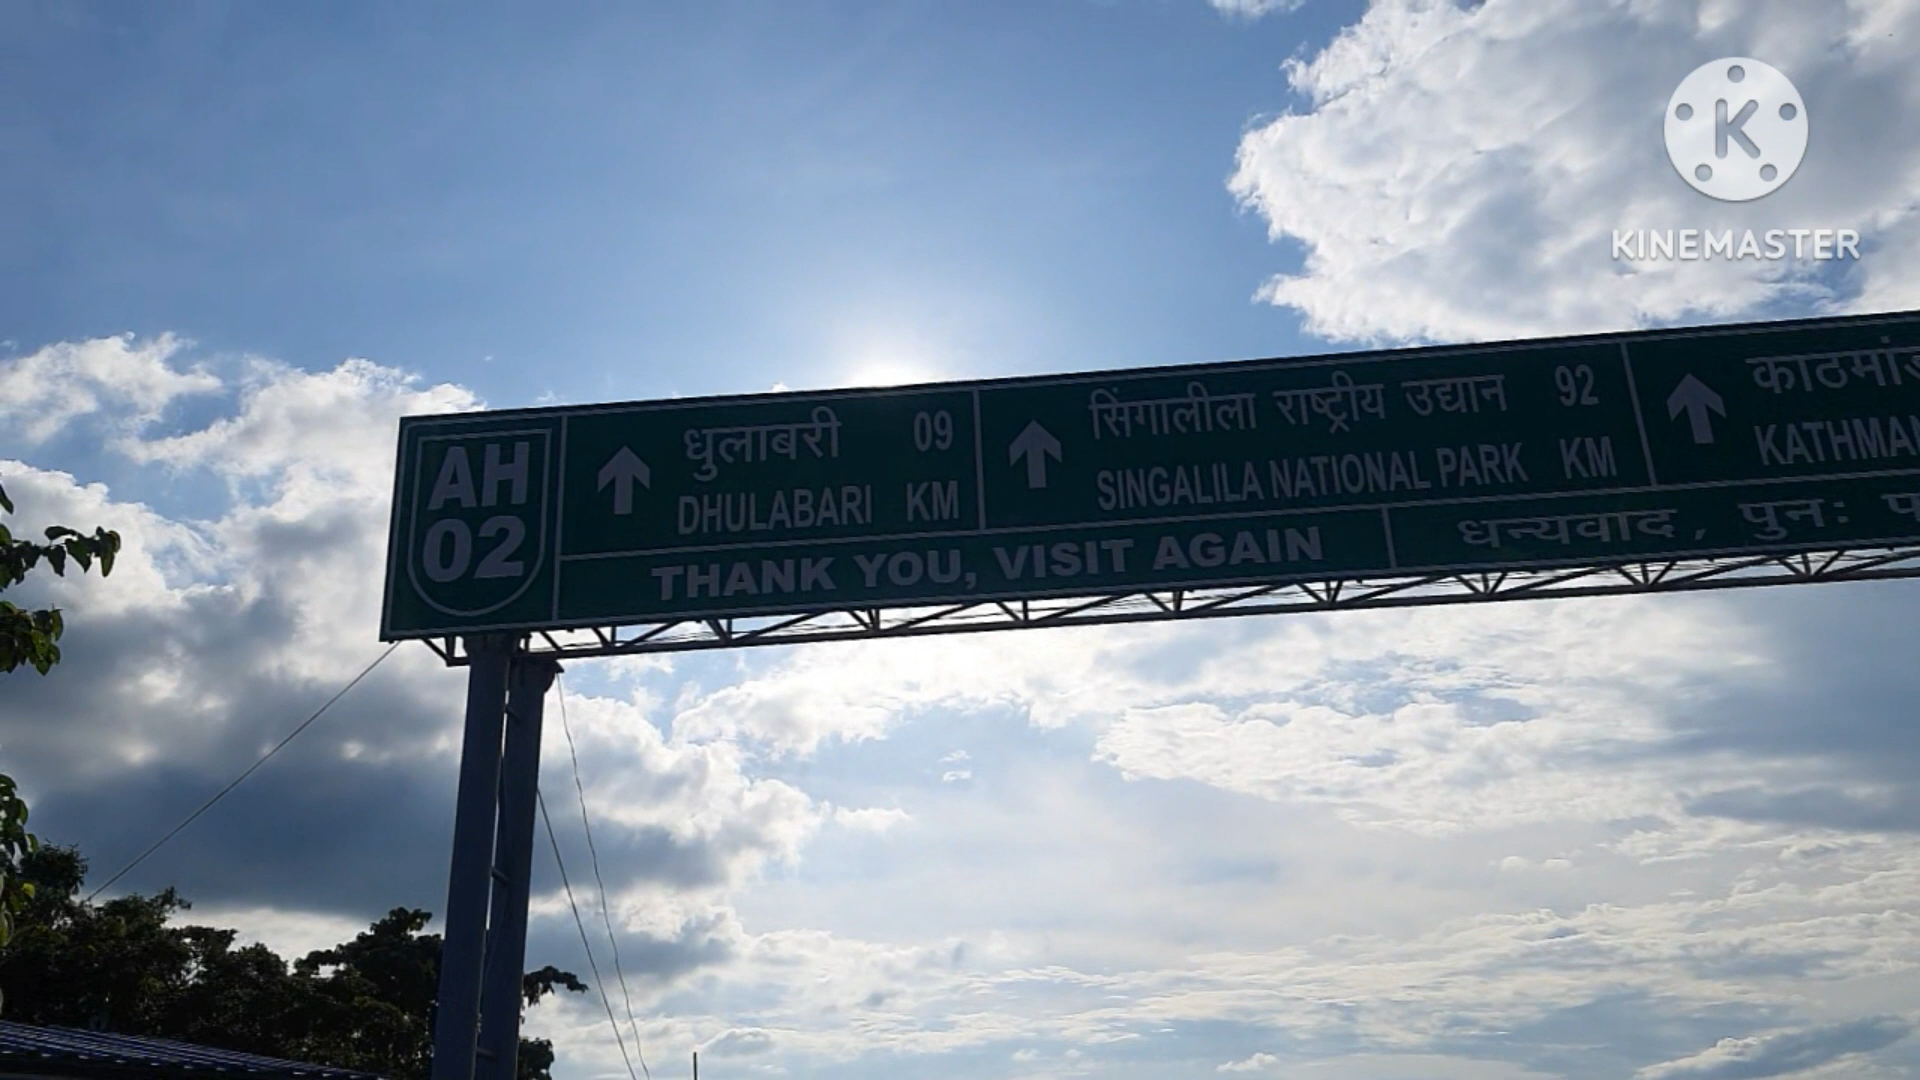 AH
02
धुलाबरी 09
DHULABARI KM
सिंगालीला राष्ट्रीय उद्यान 92
SINGALILA NATIONAL PARK KM
THANK YOU, VISIT AGAIN
धन्यवाद, पुनः
K
KINEMASTER